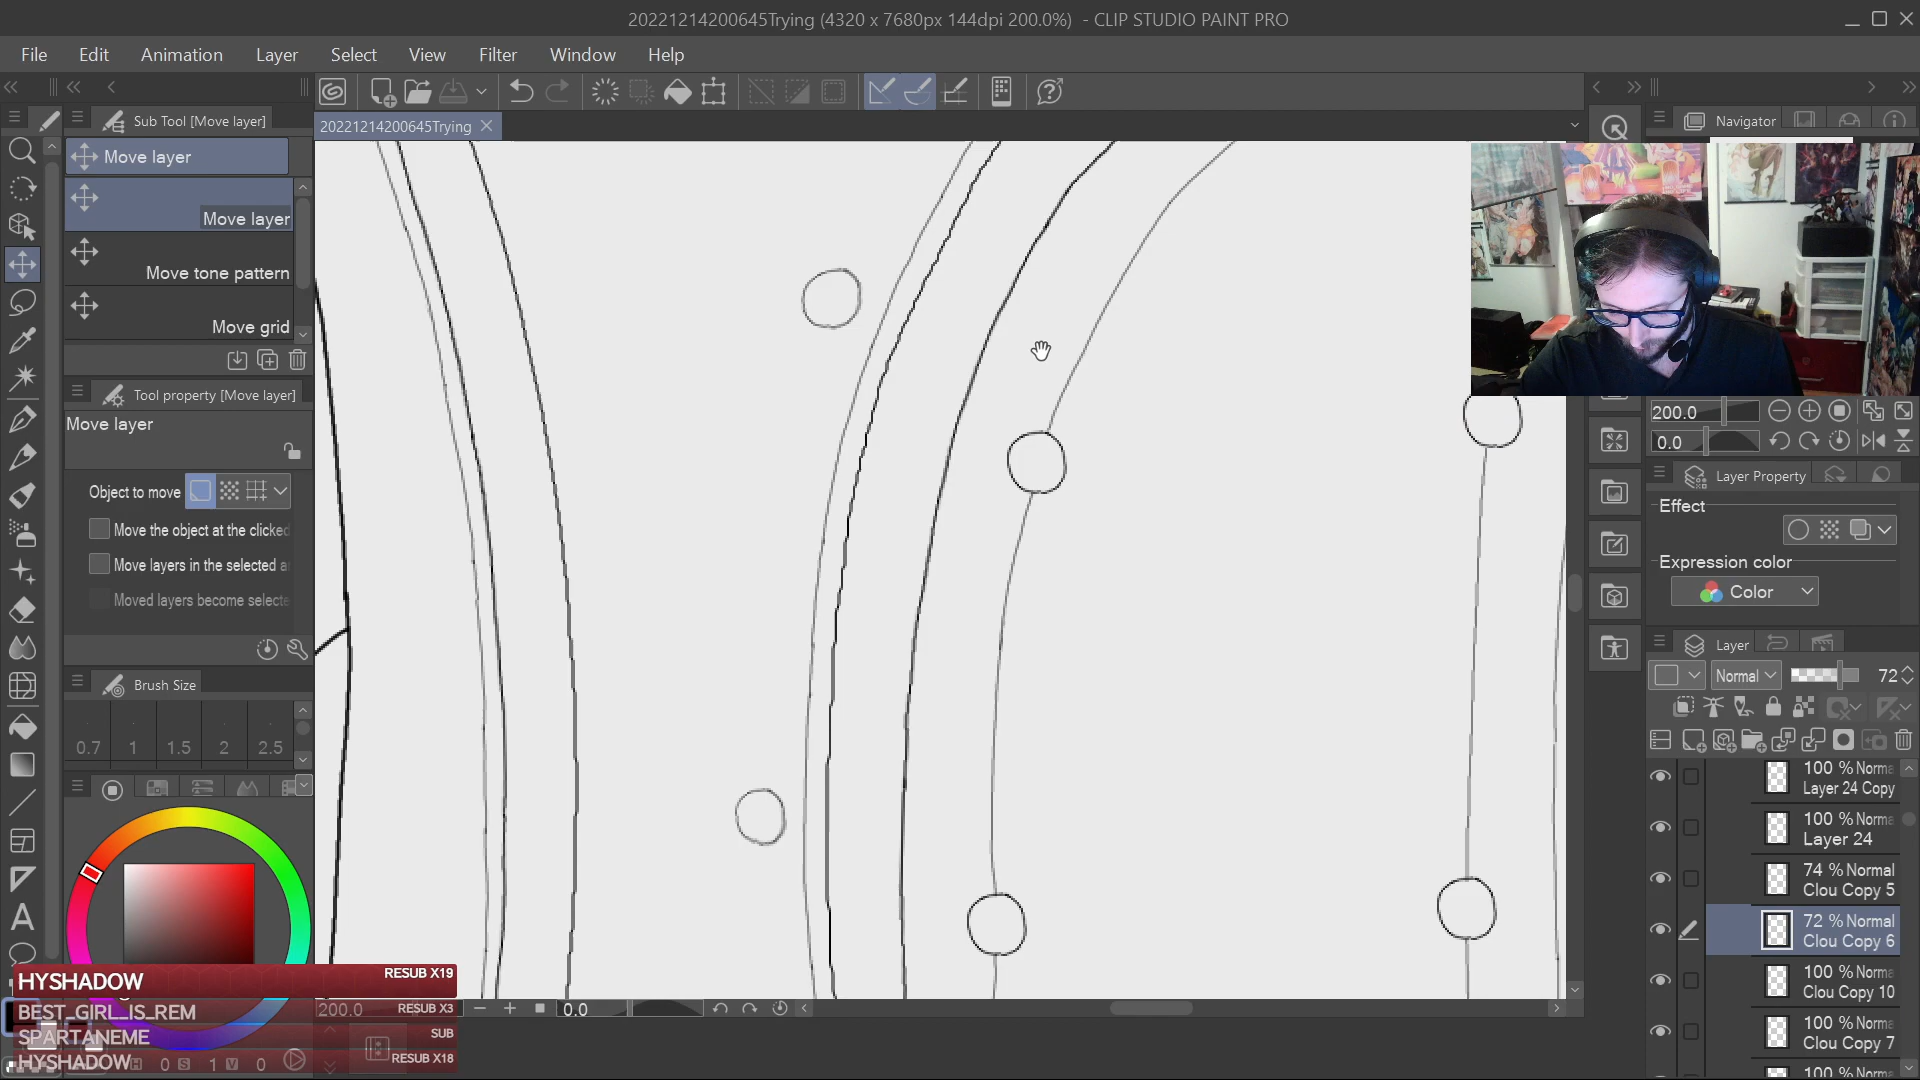 20221214200645Trying (4320 x 7680px 144dpi 200.0%) - CLIP STUDIO PAINT PRO
File Edit Animation Layer Select View Filter Window Help
Sub Tool [Move layer]
20221214200645Trying
Navigator
Move layer
Move layer
Move tone pattern
Move grid
Tool property [Move layer]
Move layer
Object to move
Move the object at the clicked
Move layers in the selected a
Moved layers become selecte
Brush Size
0.7 1 1.5 2 2.5
200.0
0.0
Layer Property
Effect
Expression color
Color
Layer
Normal 72
100 % Norma
Layer 24 Copy
100 % Norma
Layer 24
74 % Normal
Clou Copy 5
72 % Normal
Clou Copy 6
100 % Norma
Clou Copy 10
100 % Norma
Clou Copy 7
100 % Norma
HYSHADOW RESUB X19
BEST_GIRL_IS_REM RESUB X3
SPARTANEME SUB
HYSHADOW RESUB X18
200.0 0.0
H 0 S 1 V 0